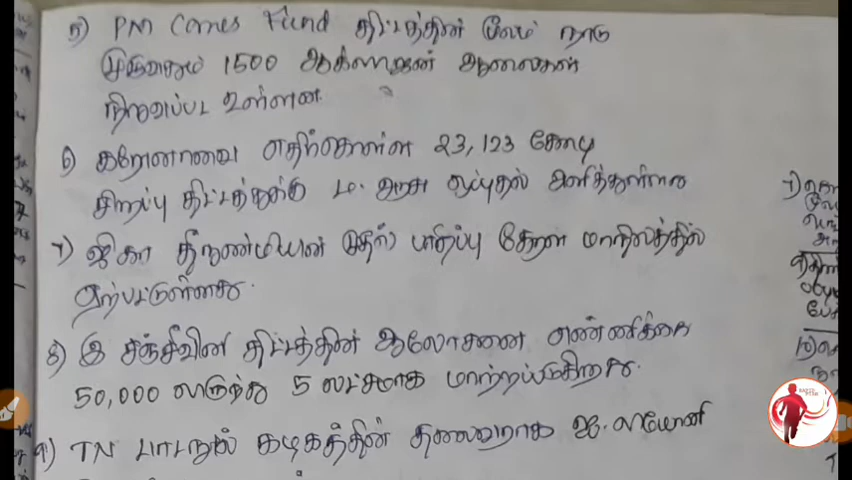 5) PM Cares Fund திட்டத்தின் மூலம் நாடு
முழுவதும் 1500 ஆக்ஸிஜன் ஆலைகள்
நிறுவப்பட உள்ளன.
6) கரோனாவை எதிர்கொள்ள 23,123 கோடி
சிறப்பு திட்டத்துக்கு ம.அரசு ஒப்புதல் அளித்துள்ளது
7) ஜிகா தீநுண்மியின் முதல் பாதிப்பு கேரள மாநிலத்தில்
ஏற்பட்டுள்ளது.
8) இ சஞ்சீவினி திட்டத்தின் ஆலோசனை எண்ணிக்கை
50,000 லருந்து 5 லட்சமாக மாற்றப்படுகிறது.
9) TN பாடநூல் கழகத்தின் தலைவராக ஐ.லியோனி